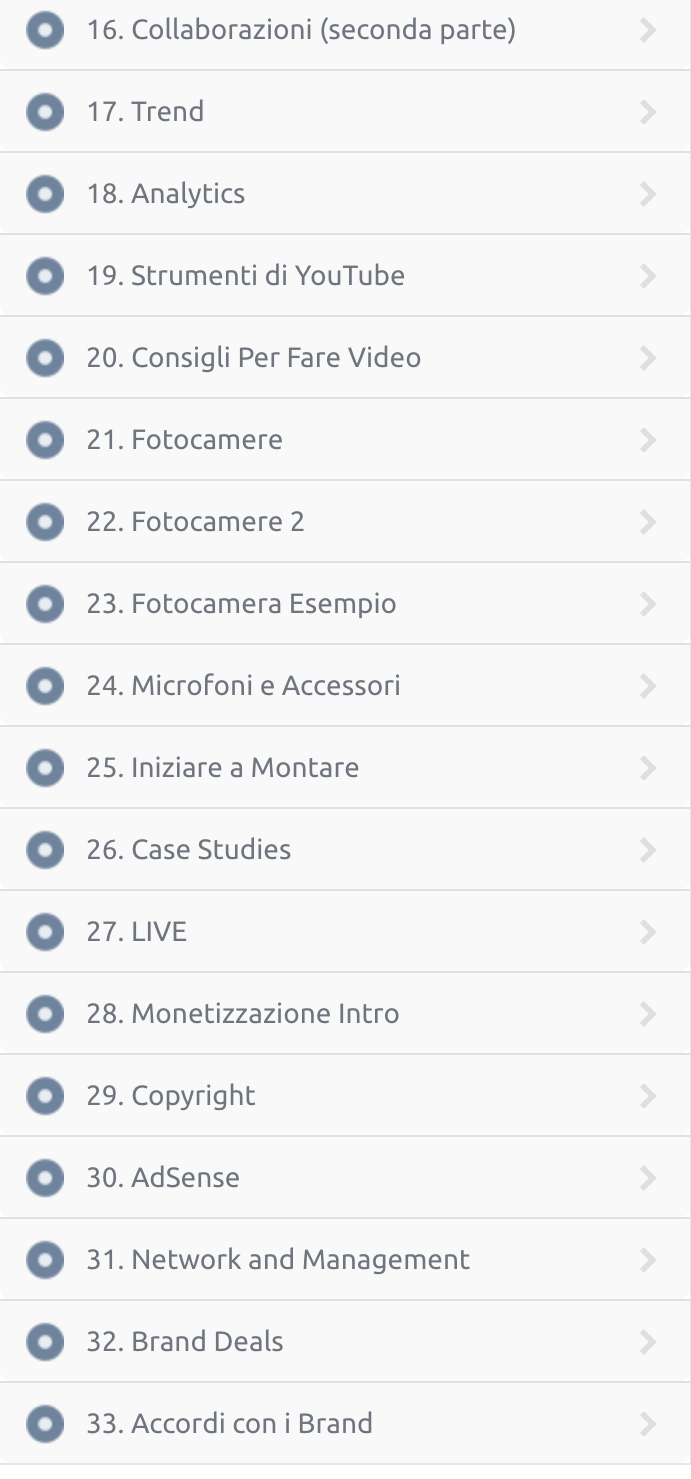 16. Collaborazioni (seconda parte)
17. Trend
18. Analytics
19. Strumenti di YouTube
20. Consigli Per Fare Video
21. Fotocamere
22. Fotocamere 2
23. Fotocamera Esempio
24. Microfoni e Accessori
25. Iniziare a Montare
26. Case Studies
27. LIVE
28. Monetizzazione Intro
29. Copyright
30. AdSense
31. Network and Management
32. Brand Deals
33. Accordi con i Brand